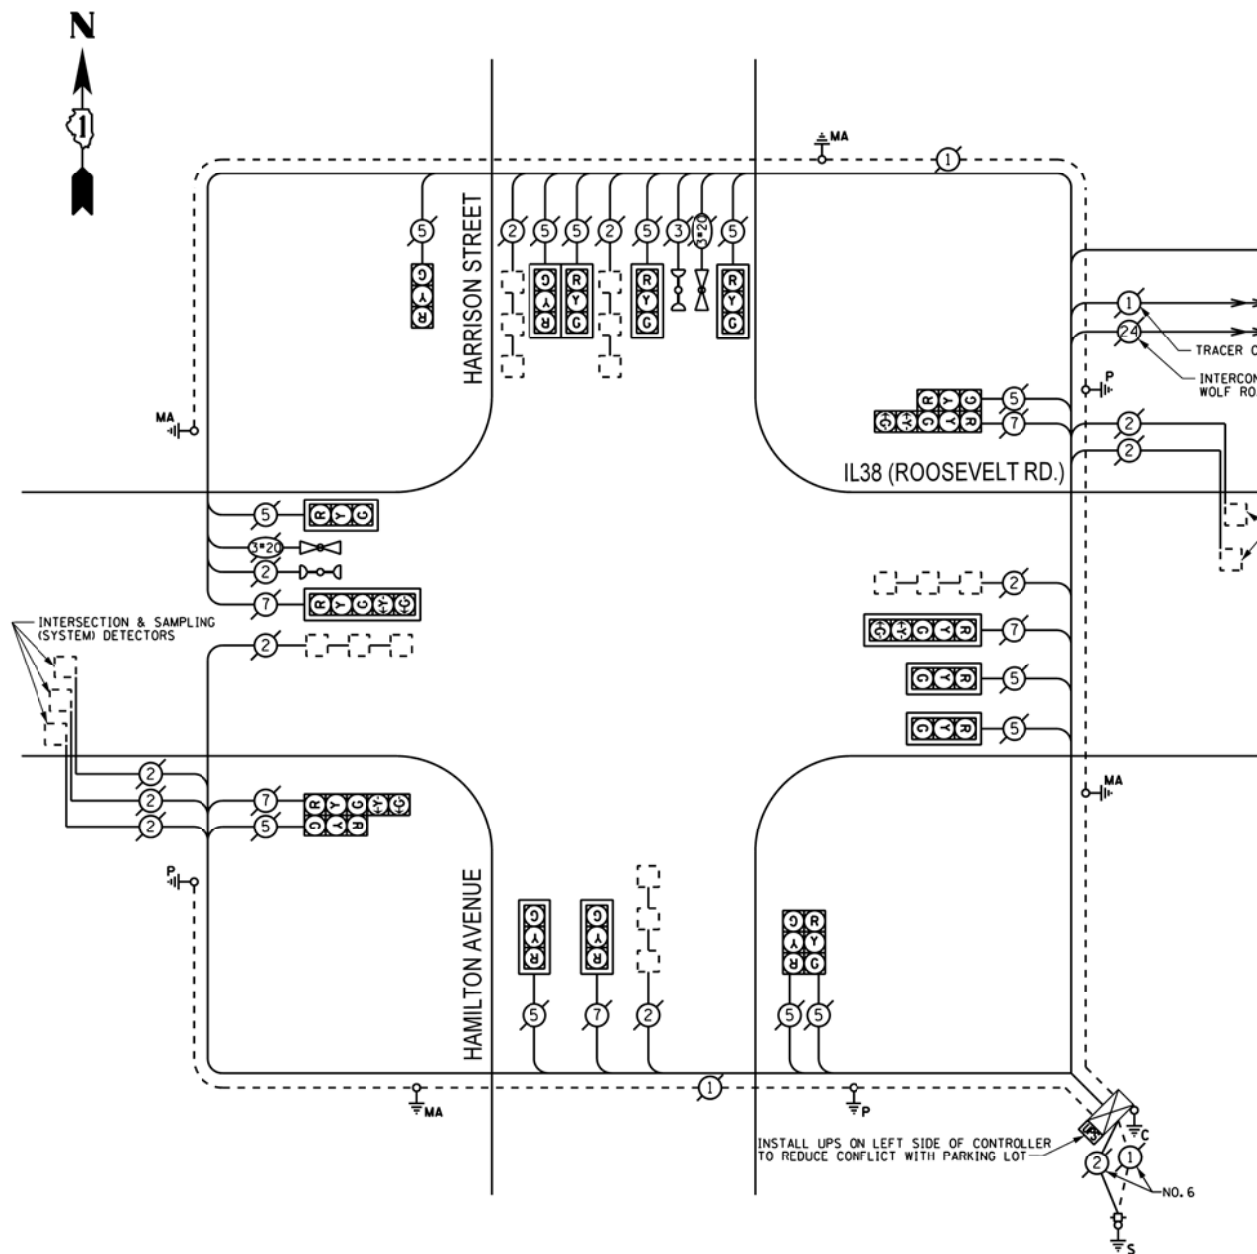 N
1
MA
1
5
2
5
5
2
5
3
3#20
5
HARRISON STREET
G Y R
G Y R
R Y G
R Y G
R Y G
1
TRACER C
24
INTERCON
WOLF RO
P
MA
R Y G
5
←G ←Y G Y R
7
2
2
IL38 (ROOSEVELT RD.)
5
R Y G
3#20
2
7
R Y G ←Y ←G
INTERSECTION & SAMPLING
(SYSTEM) DETECTORS
2
2
←G ←Y G Y R
7
G Y R
5
G Y R
5
MA
2
2
2
7
R Y G ←Y ←G
5
G Y R
P
HAMILTON AVENUE
G Y R
G Y R
G Y R
R Y G
5
7
2
5
5
MA
1
P
C
UPS
INSTALL UPS ON LEFT SIDE OF CONTROLLER
TO REDUCE CONFLICT WITH PARKING LOT
2
1
NO. 6
S